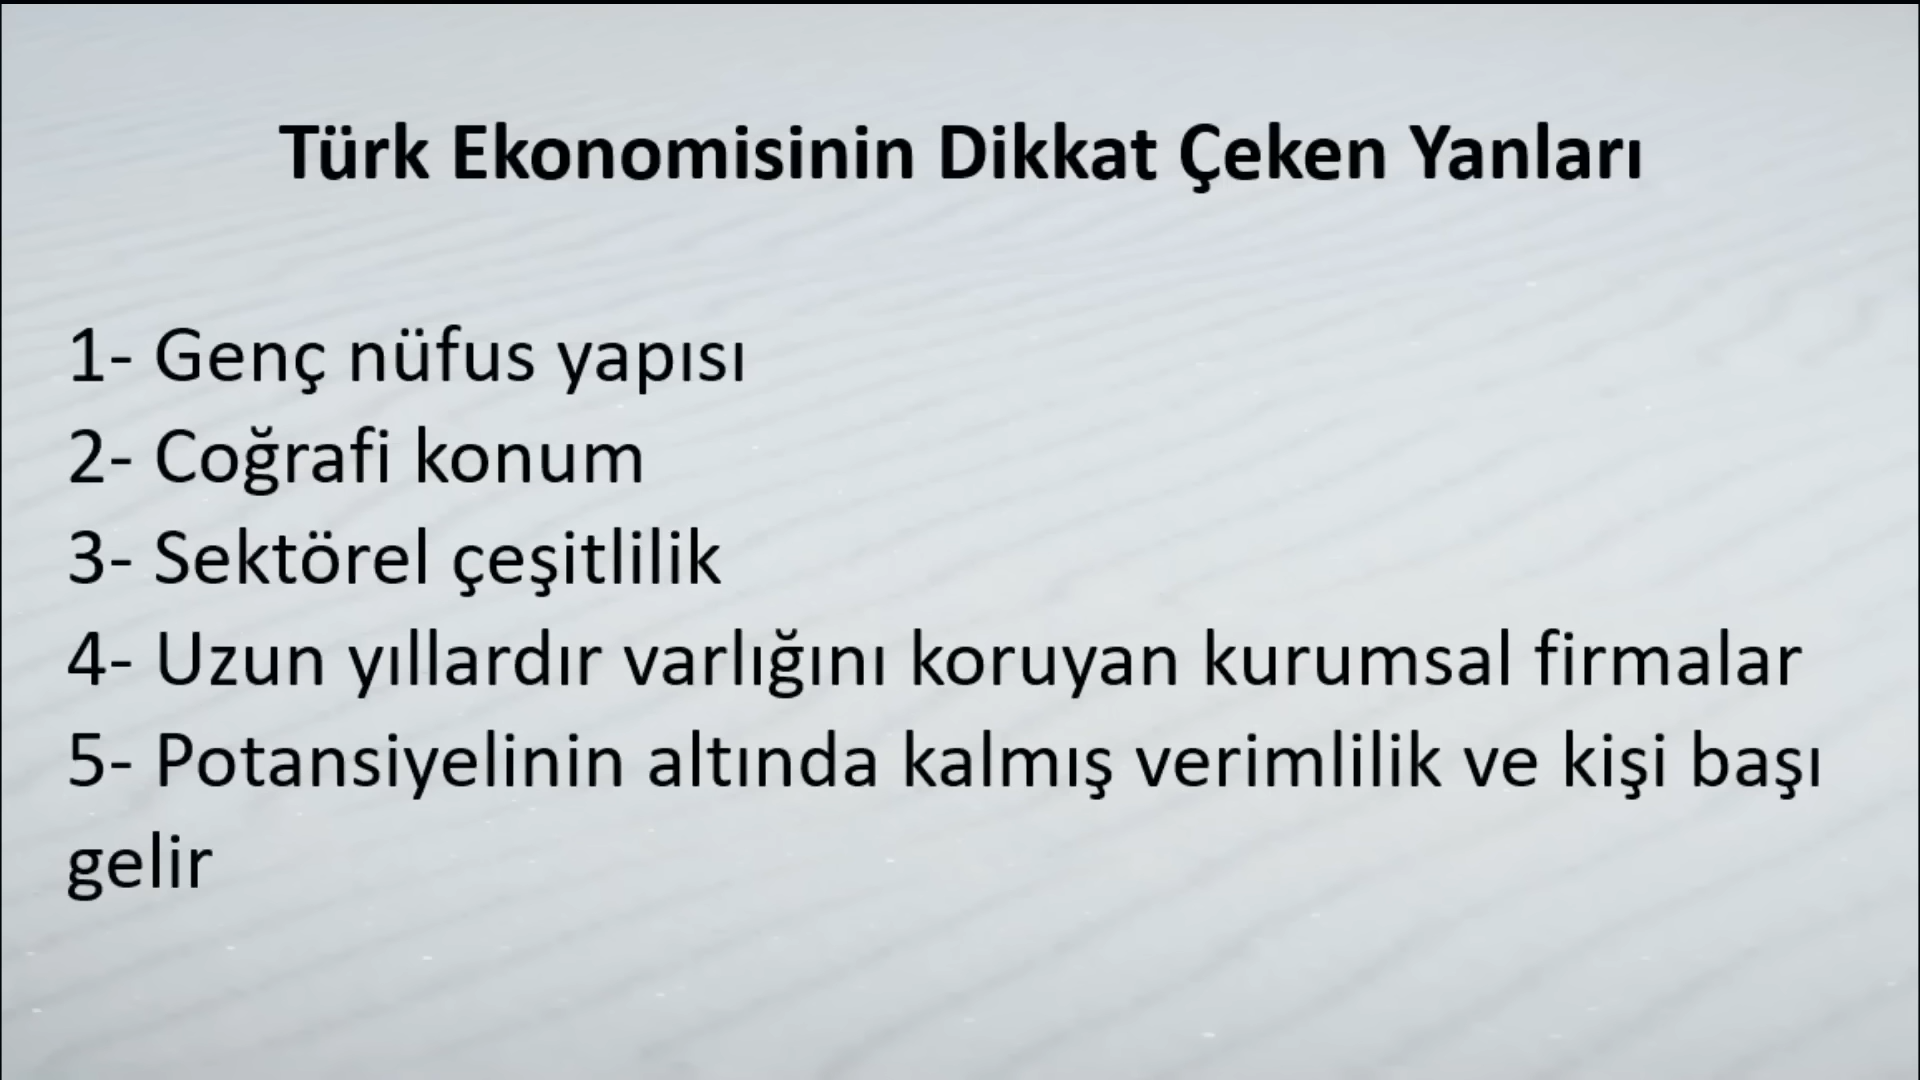 Türk Ekonomisinin Dikkat Çeken Yanları
1- Genç nüfus yapısı
2- Coğrafi konum
3- Sektörel çeşitlilik
4- Uzun yıllardır varlığını koruyan kurumsal firmalar
5- Potansiyelinin altında kalmış verimlilik ve kişi başı
gelir